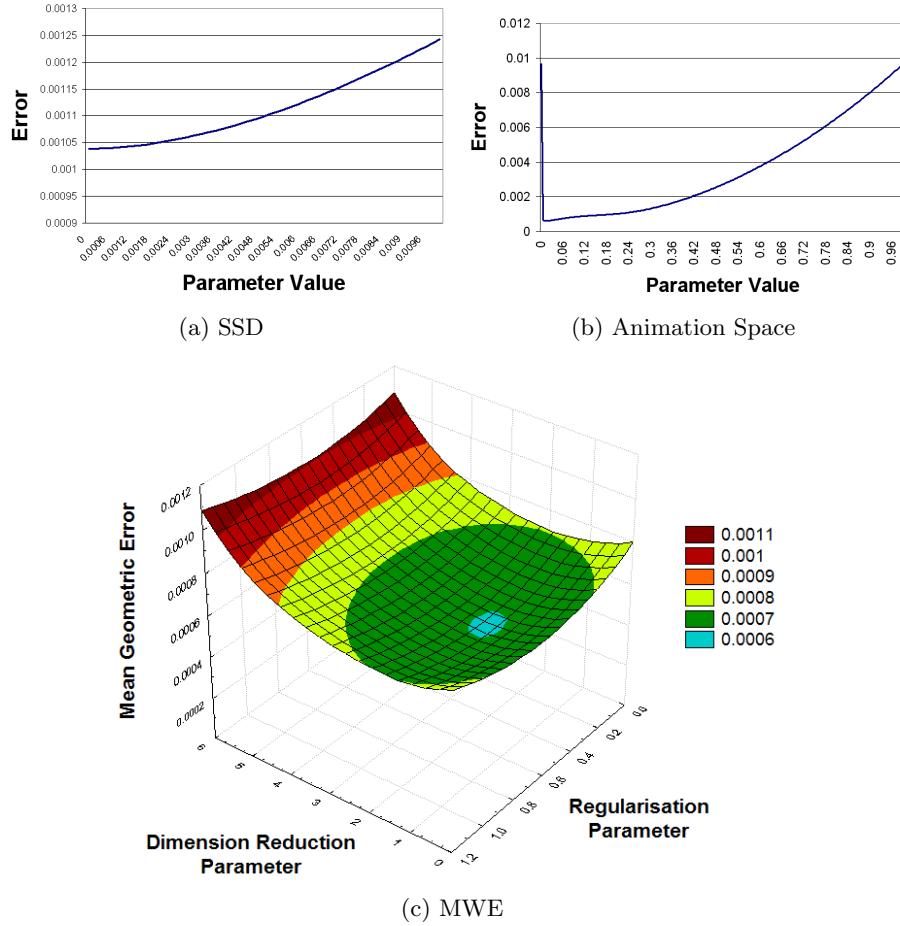 0.0013
0.00125
0.0012
0.00115
0.0011
0.00105
0.001
0.00095
0.0009
Error
0 0.0006 0.0012 0.0018 0.0024 0.003 0.0036 0.0042 0.0048 0.0054 0.006 0.0066 0.0072 0.0078 0.0084 0.009 0.0096
Parameter Value
(a) SSD
0.012
0.01
0.008
0.006
0.004
0.002
0
Error
0 0.06 0.12 0.18 0.24 0.3 0.36 0.42 0.48 0.54 0.6 0.66 0.72 0.78 0.84 0.9 0.96
Parameter Value
(b) Animation Space
Mean Geometric Error
0.0012
0.0010
0.0008
0.0006
0.0004
0.0002
6 5 4 3 2 1 0
Dimension Reduction
Parameter
1.2 1.0 0.8 0.6 0.4 0.2 0.0
Regularisation
Parameter
0.0011
0.001
0.0009
0.0008
0.0007
0.0006
(c) MWE